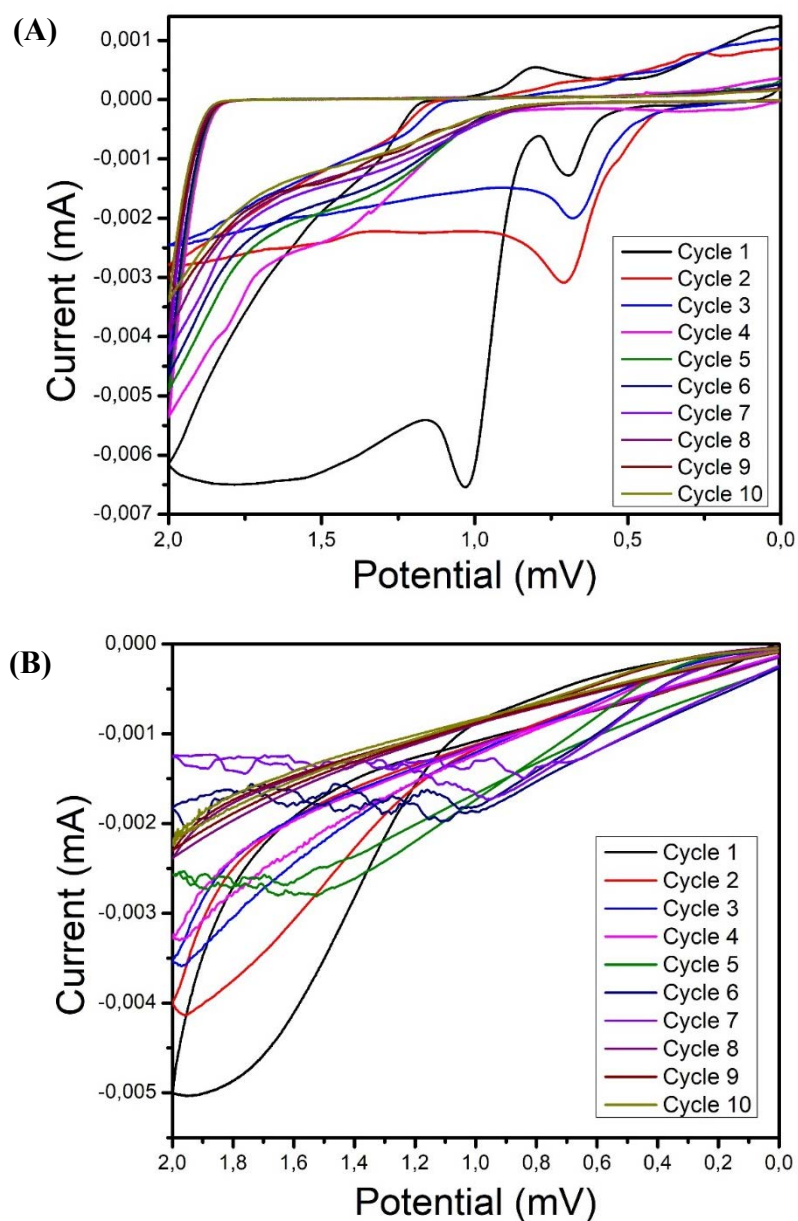 (A)
0,001
0,000
-0,001
-0,002
-0,003
-0,004
-0,005
-0,006
-0,007
Current (mA)
Cycle 1
Cycle 2
Cycle 3
Cycle 4
Cycle 5
Cycle 6
Cycle 7
Cycle 8
Cycle 9
Cycle 10
2,0 1,5 1,0 0,5 0,0
Potential (mV)
(B)
0,000
-0,001
-0,002
-0,003
-0,004
-0,005
Current (mA)
Cycle 1
Cycle 2
Cycle 3
Cycle 4
Cycle 5
Cycle 6
Cycle 7
Cycle 8
Cycle 9
Cycle 10
2,0 1,8 1,6 1,4 1,2 1,0 0,8 0,6 0,4 0,2 0,0
Potential (mV)